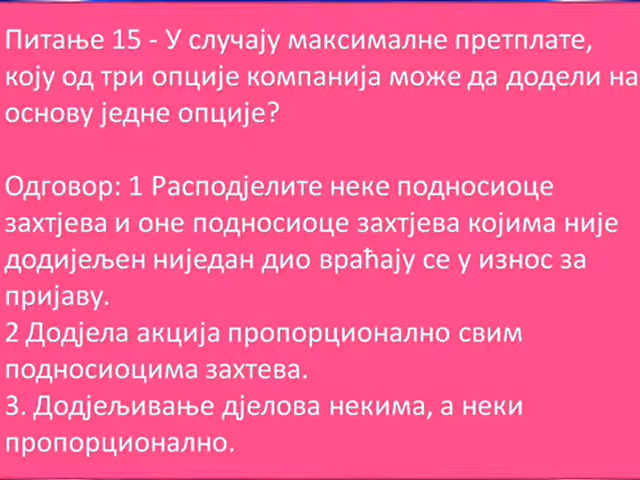 Питање 15 - У случају максималне претплате,
коју од три опције компанија може да додели на
основу једне опције?
Одговор: 1 Расподјелите неке подносиоце
захтјева и оне подносиоце захтјева којима није
додијељен ниједан дио враћају се у износ за
пријаву.
2 Додјела акција пропорционално свим
подносиоцима захтева.
3. Додјељивање дјелова некима, а неки
пропорционално.